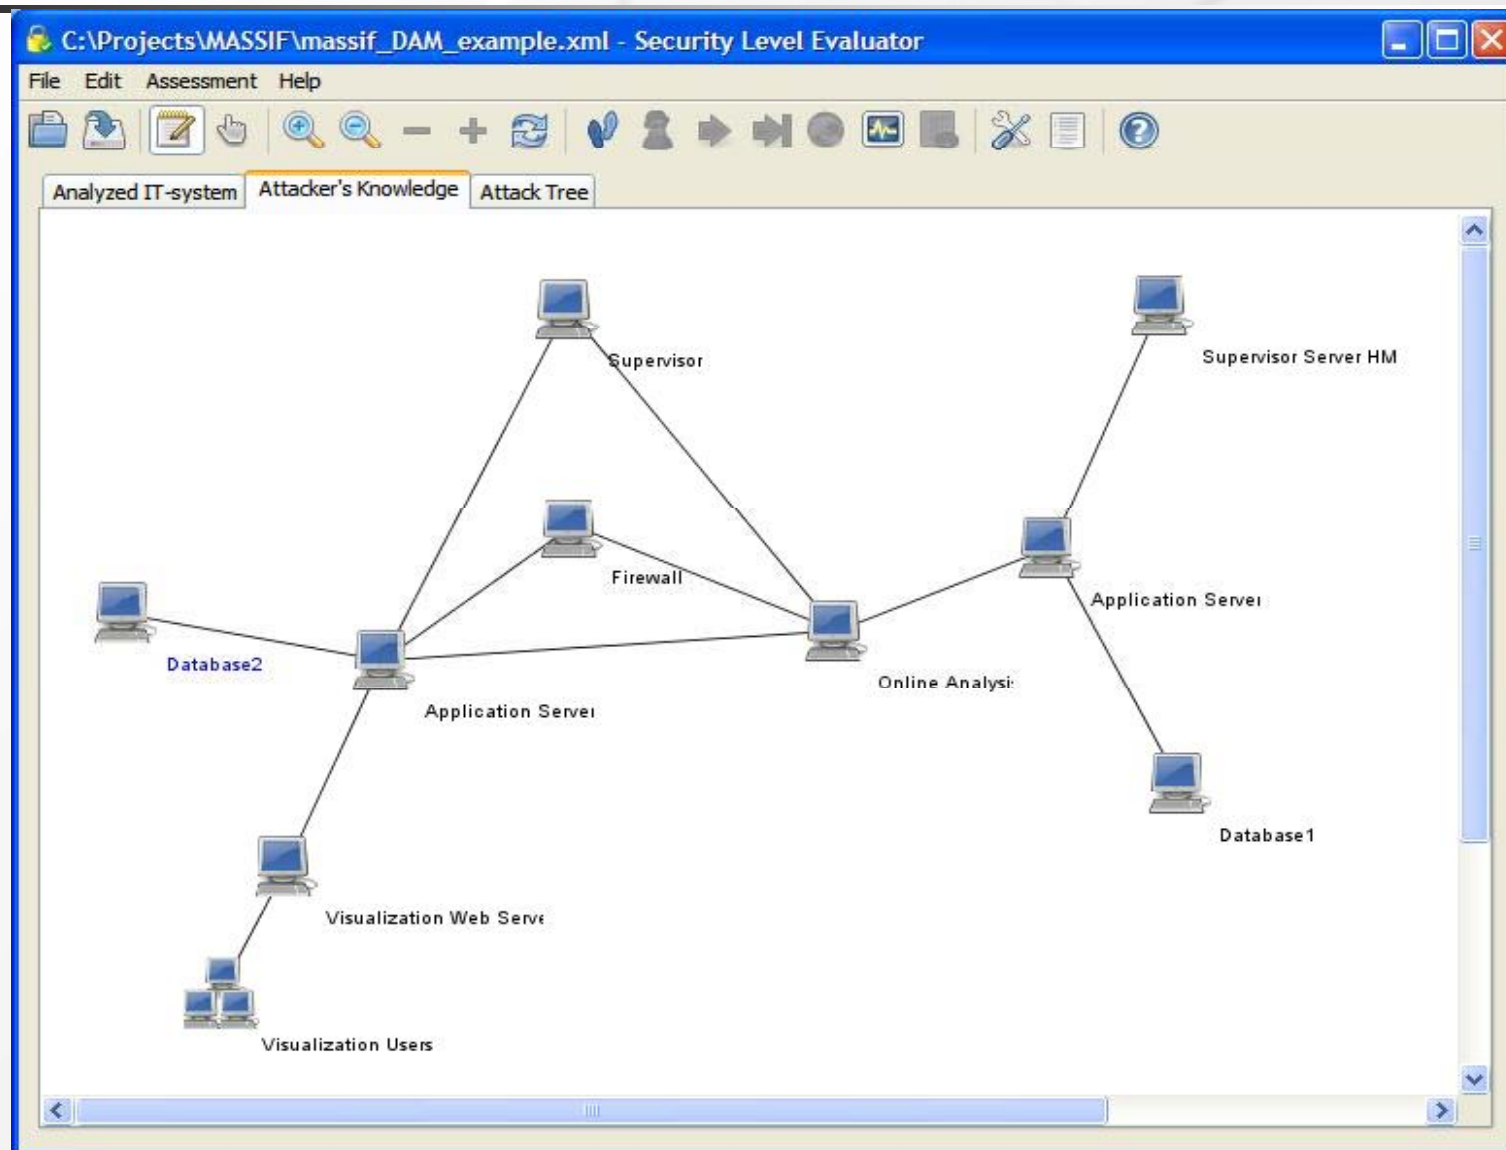 C:\Projects\MASSIF\massif_DAM_example.xml - Security Level Evaluator
File Edit Assessment Help
Analyzed IT-system Attacker's Knowledge Attack Tree
Supervisor
Supervisor Server HM
Firewall
Application Server
Database2
Online Analysi
Application Server
Database1
Visualization Web Serve
Visualization Users